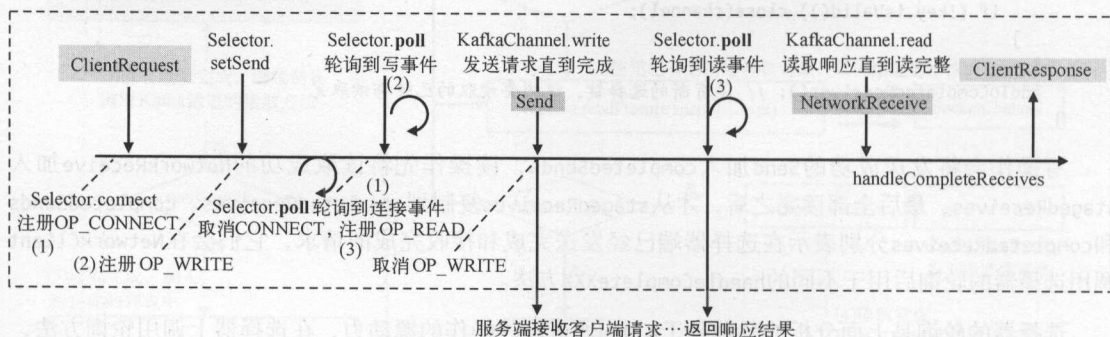 if (!key.isValid()) close(channel);
ClientRequest
Selector.
setSend
Selector.poll
轮询到写事件
(2)
KafkaChannel.write
发送请求直到完成
Send
Selector.poll
轮询到读事件
(3)
KafkaChannel.read
读取响应直到读完整
NetworkReceive
ClientResponse
handleCompleteReceives
Selector.connect
注册OP_CONNECT
(1)
(2)注册OP_WRITE
(1)
Selector.poll 轮询到连接事件
取消CONNECT，注册OP_READ
(3) 取消OP_WRITE
服务端接收客户端请求，返回响应结果